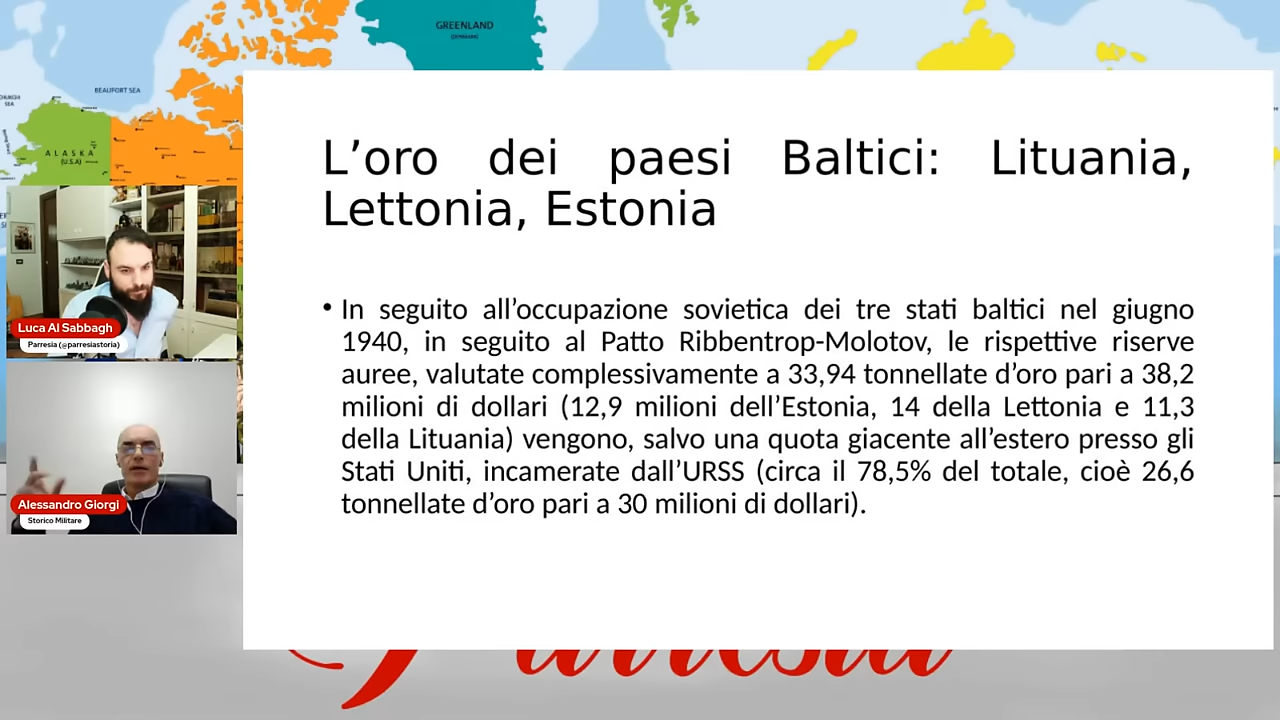 GREENLAND
(DENMARK)
BEAUFORT SEA
ALASKA
(U.S.A)
L’oro dei paesi Baltici: Lituania,
Lettonia, Estonia
• In seguito all’occupazione sovietica dei tre stati baltici nel giugno
1940, in seguito al Patto Ribbentrop-Molotov, le rispettive riserve
auree, valutate complessivamente a 33,94 tonnellate d’oro pari a 38,2
milioni di dollari (12,9 milioni dell’Estonia, 14 della Lettonia e 11,3
della Lituania) vengono, salvo una quota giacente all’estero presso gli
Stati Uniti, incamerate dall’URSS (circa il 78,5% del totale, cioè 26,6
tonnellate d’oro pari a 30 milioni di dollari).
Luca Al Sabbagh
Parresia (@parresiastoria)
Alessandro Giorgi
Storico Militare